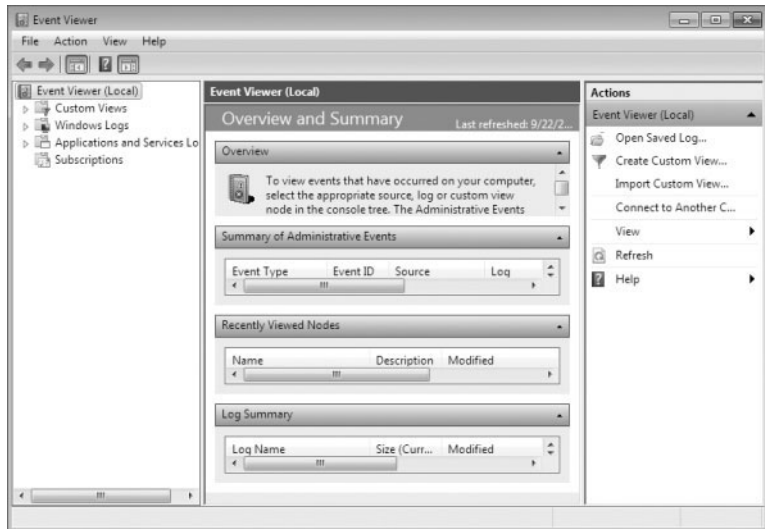 Event Viewer
File Action View Help
Event Viewer (Local)
Custom Views
Windows Logs
Applications and Services Lo
Subscriptions
Event Viewer (Local)
Overview and Summary Last refreshed: 9/22/2...
Overview
To view events that have occurred on your computer,
select the appropriate source, log or custom view
node in the console tree. The Administrative Events
Summary of Administrative Events
Event Type Event ID Source Log
Recently Viewed Nodes
Name Description Modified
Log Summary
Log Name Size (Curr... Modified
Actions
Event Viewer (Local)
Open Saved Log...
Create Custom View...
Import Custom View...
Connect to Another C...
View
Refresh
Help